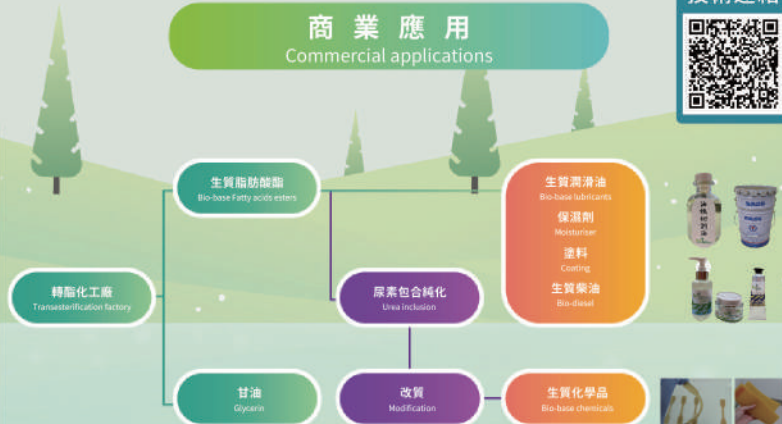 商業應用
Commercial applications
生質脂肪酸酯
Bio-base Fatty acids esters
生質潤滑油
Bio-base lubricants
保濕劑
Moisturiser
塗料
Coating
生質柴油
Bio-diesel
轉酯化工廠
Transesterification factory
尿素包合純化
Urea inclusion
甘油
Glycerin
改質
Modification
生質化學品
Bio-base chemicals